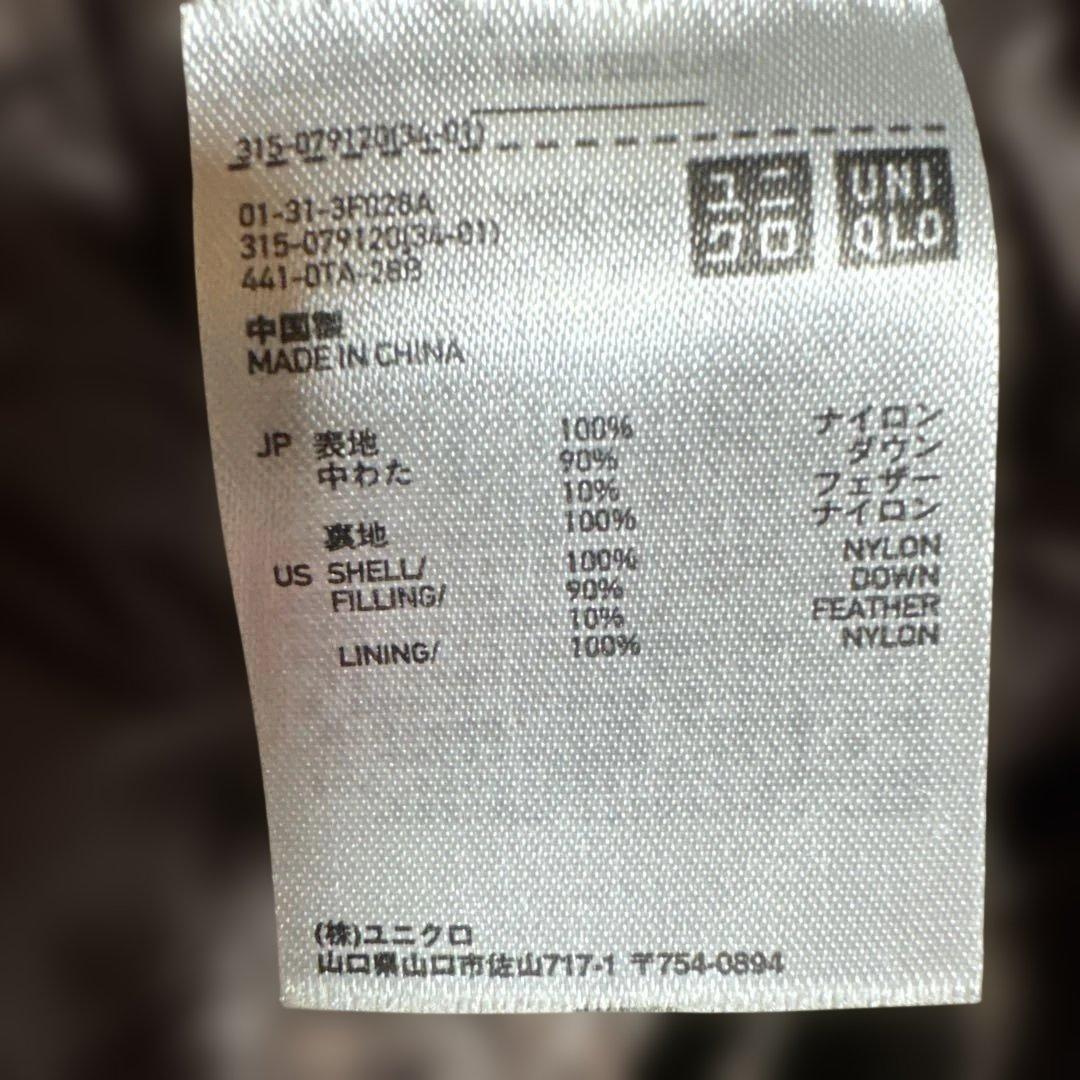 315-079120(34-01)
ユニクロ
UNIQLO
01-31-3F028A
315-079120(34-01)
441-0TA-28B
中国製
MADE IN CHINA
JP 表地 100% ナイロン
中わた 90% ダウン
10% フェザー
裏地 100% ナイロン
US SHELL/ 100% NYLON
FILLING/ 90% DOWN
10% FEATHER
LINING/ 100% NYLON
(株)ユニクロ
山口県山口市佐山717-1 〒754-0894